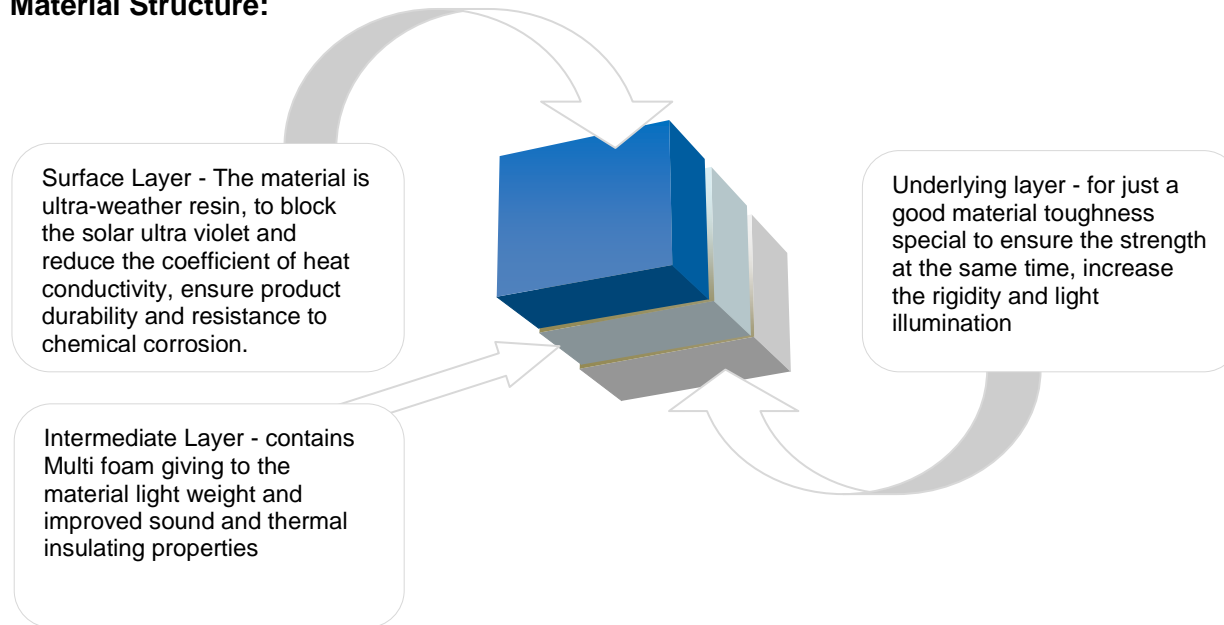 Material Structure:
Surface Layer - The material is
ultra-weather resin, to block
the solar ultra violet and
reduce the coefficient of heat
conductivity, ensure product
durability and resistance to
chemical corrosion.
Underlying layer - for just a
good material toughness
special to ensure the strength
at the same time, increase
the rigidity and light
illumination
Intermediate Layer - contains
Multi foam giving to the
material light weight and
improved sound and thermal
insulating properties